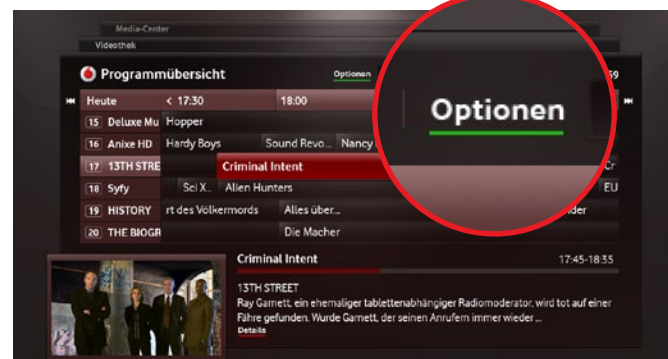 Media-Center
Videothek
Programmübersicht Optionen 59
Optionen
Heute < 17:30 18:00
15 Deluxe Mu Hopper
16 Anixe HD Hardy Boys Sound Revo... Nancy
17 13TH STRE Criminal Intent Cr
18 Syfy Sci X... Alien Hunters EU
19 HISTORY rt des Völkermords Alles über...
20 THE BIOGR Die Macher
Criminal Intent 17:45-18:35
13TH STREET
Ray Garnett, ein ehemaliger tablettenabhängiger Radiomoderator, wird tot auf einer
Fähre gefunden. Wurde Garnett, der seinen Anrufern immer wieder ...
Details